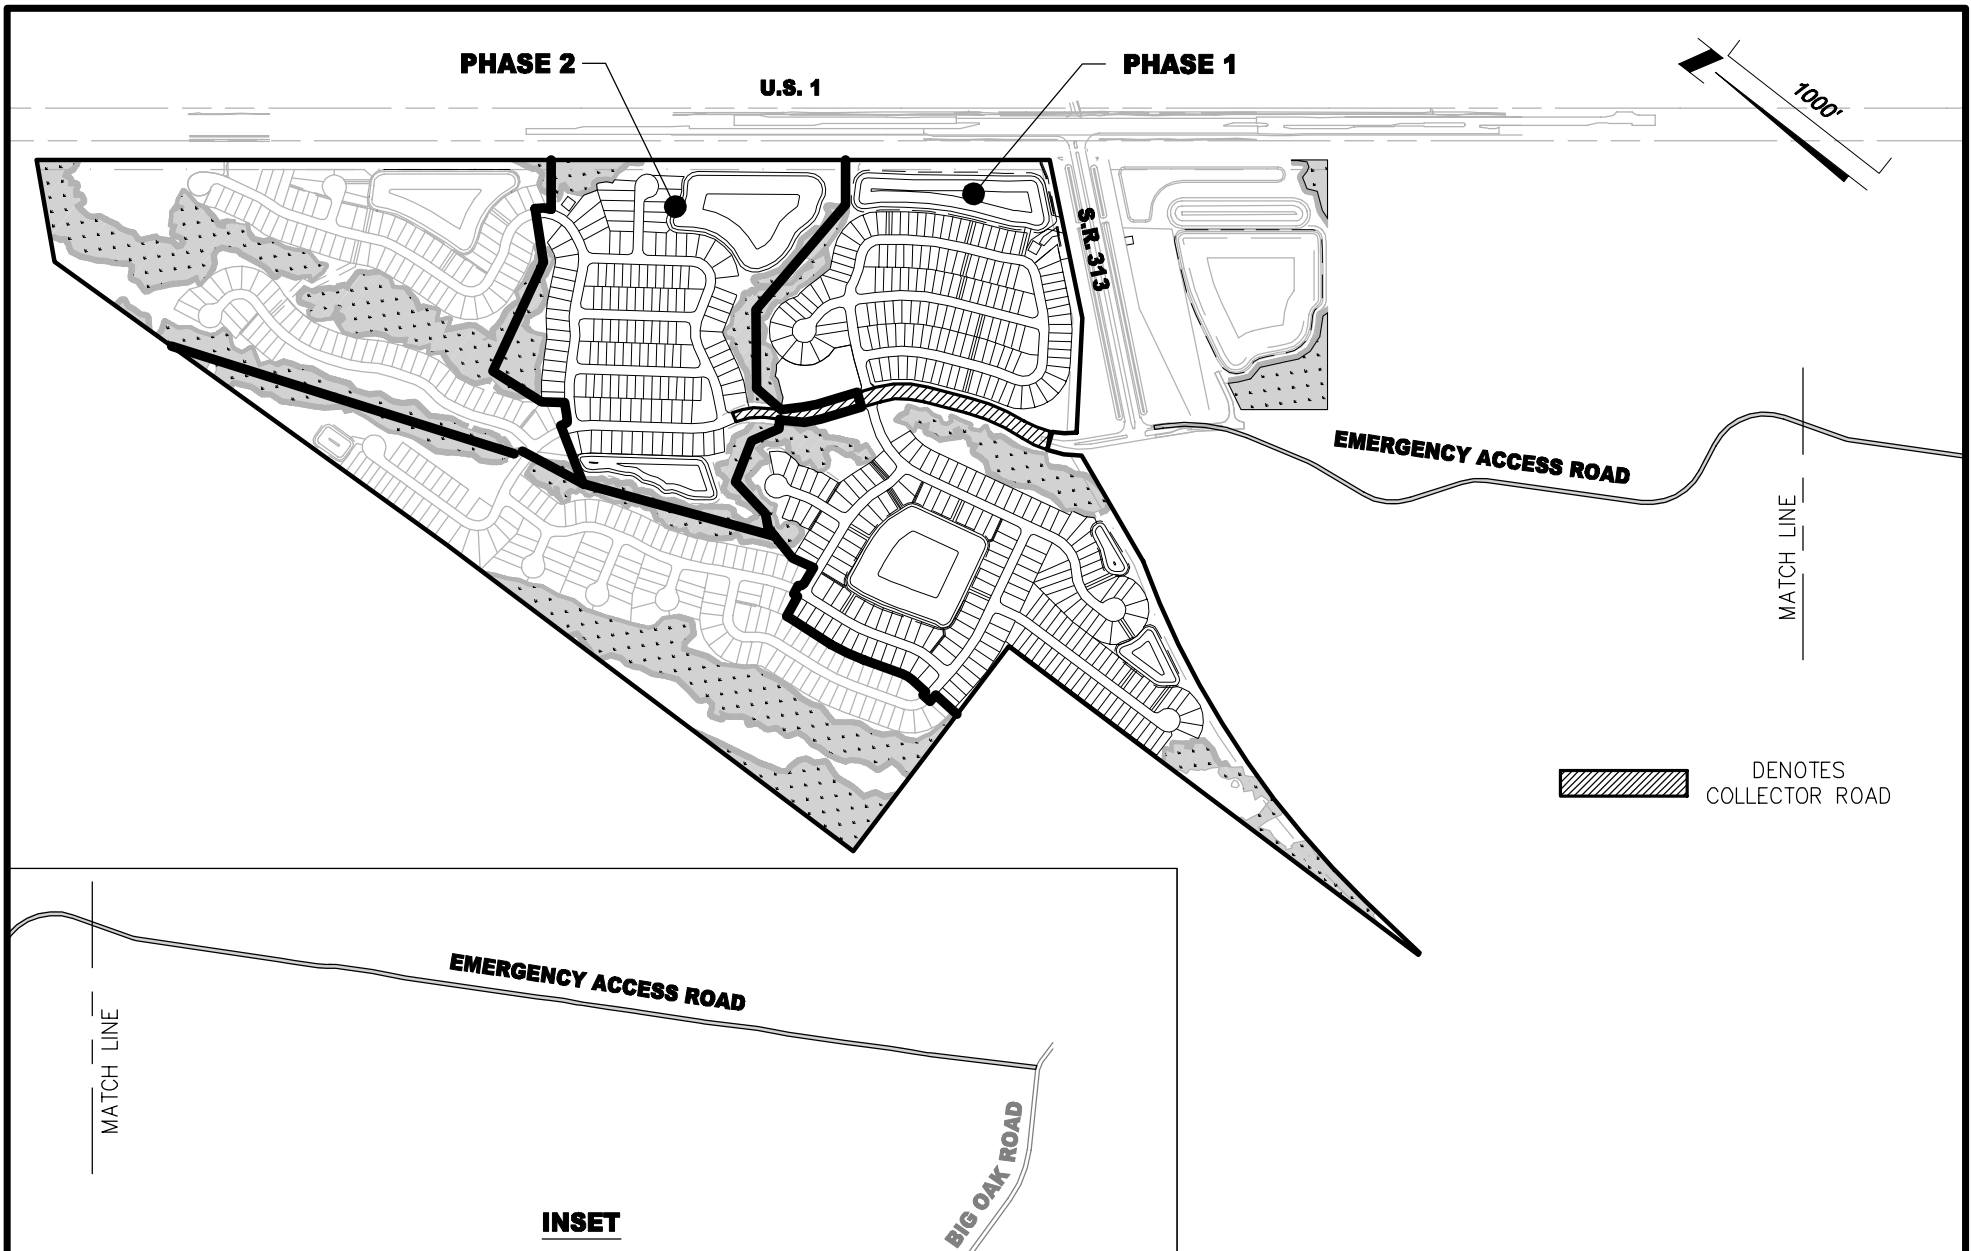 PHASE 2
PHASE 1
U.S. 1
1000'
S.R. 313
EMERGENCY ACCESS ROAD
MATCH LINE
DENOTES
COLLECTOR ROAD
EMERGENCY ACCESS ROAD
MATCH LINE
BIG OAK ROAD
INSET